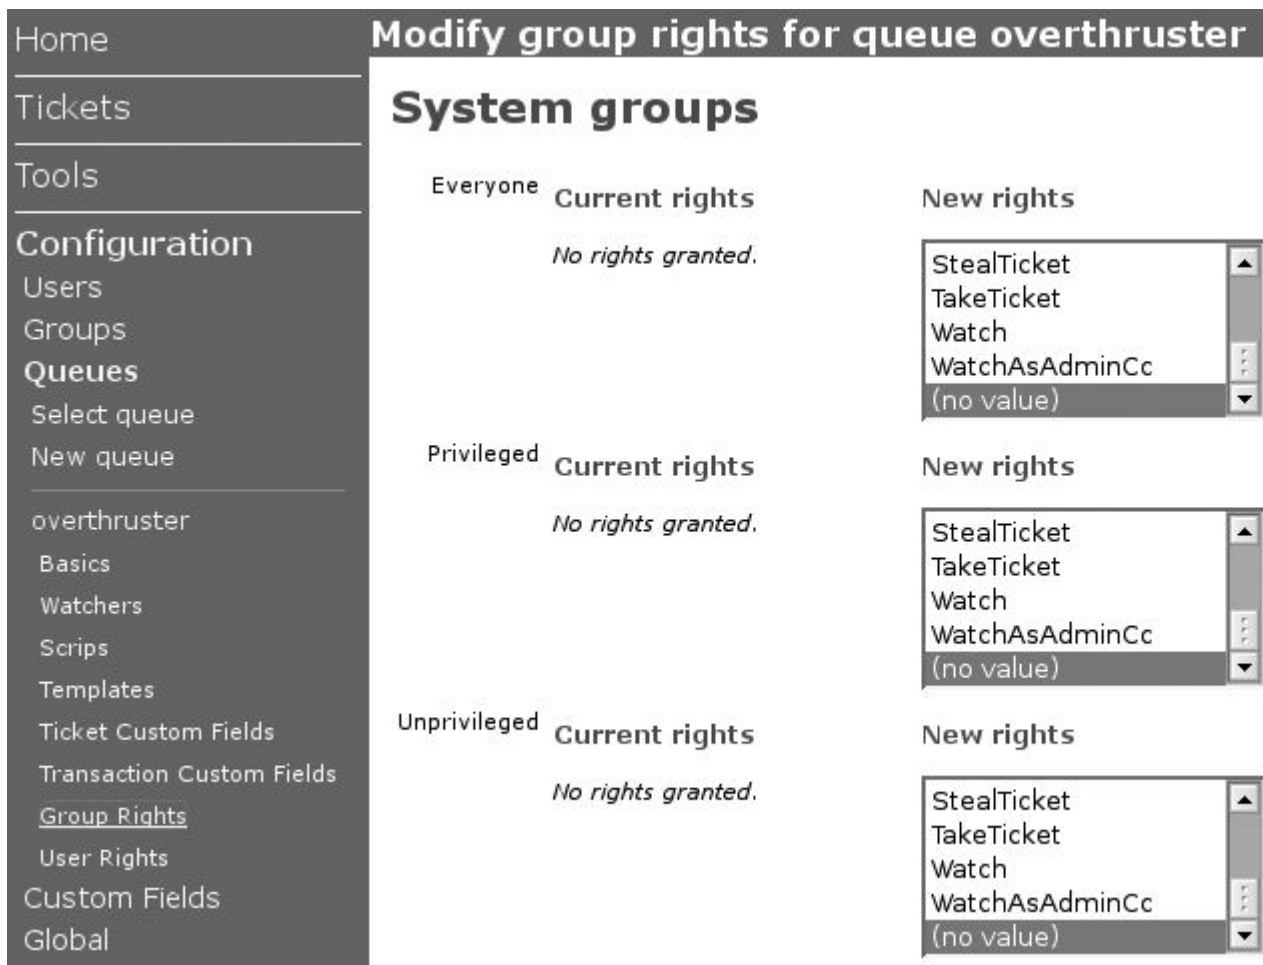 Home
Tickets
Tools
Configuration
Users
Groups
Queues
Select queue
New queue
overthruster
Basics
Watchers
Scrips
Templates
Ticket Custom Fields
Transaction Custom Fields
Group Rights
User Rights
Custom Fields
Global
Modify group rights for queue overthruster
System groups
Everyone Current rights New rights
No rights granted.
StealTicket
TakeTicket
Watch
WatchAsAdminCc
(no value)
Privileged Current rights New rights
No rights granted.
StealTicket
TakeTicket
Watch
WatchAsAdminCc
(no value)
Unprivileged Current rights New rights
No rights granted.
StealTicket
TakeTicket
Watch
WatchAsAdminCc
(no value)